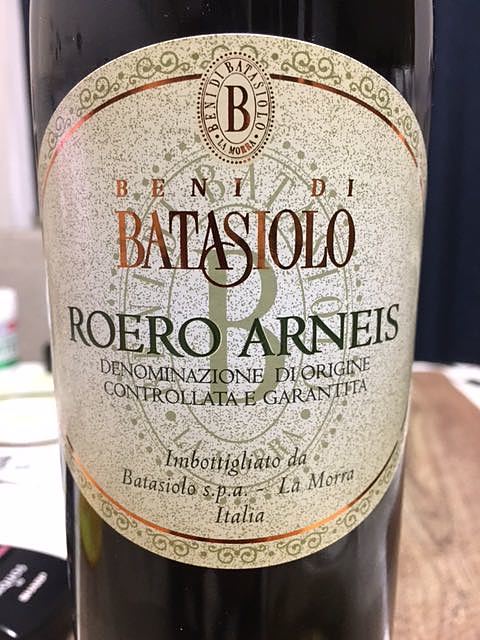 BENI DI BATASIOLO
B
LA MORRA
BENI DI
BATASIOLO
ROERO ARNEIS
DENOMINAZIONE DI ORIGINE
CONTROLLATA E GARANTITA
Imbottigliato da
Batasiolo s.p.a. - La Morra
Italia